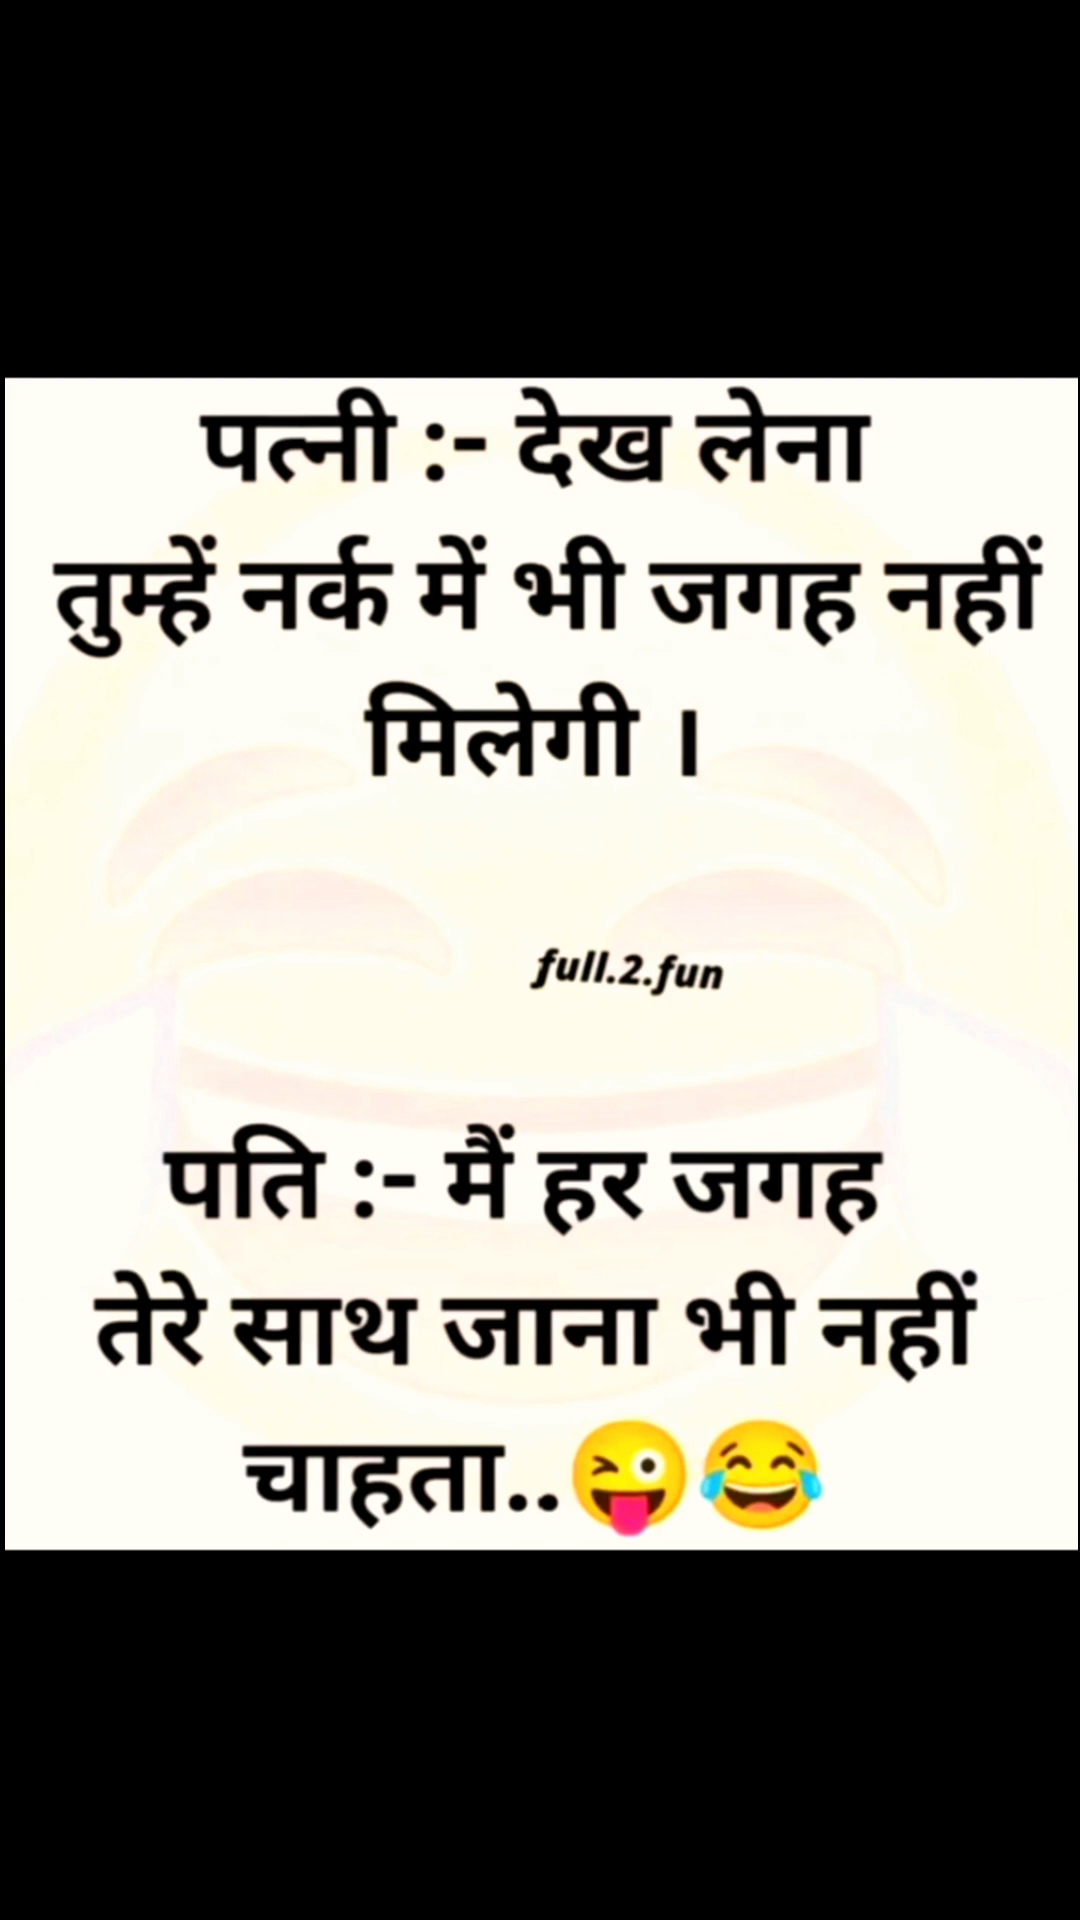 पत्नी :- देख लेना
तुम्हें नर्क में भी जगह नहीं
मिलेगी ।
full.2.fun
पति :- मैं हर जगह
तेरे साथ जाना भी नहीं
चाहता..😜😂